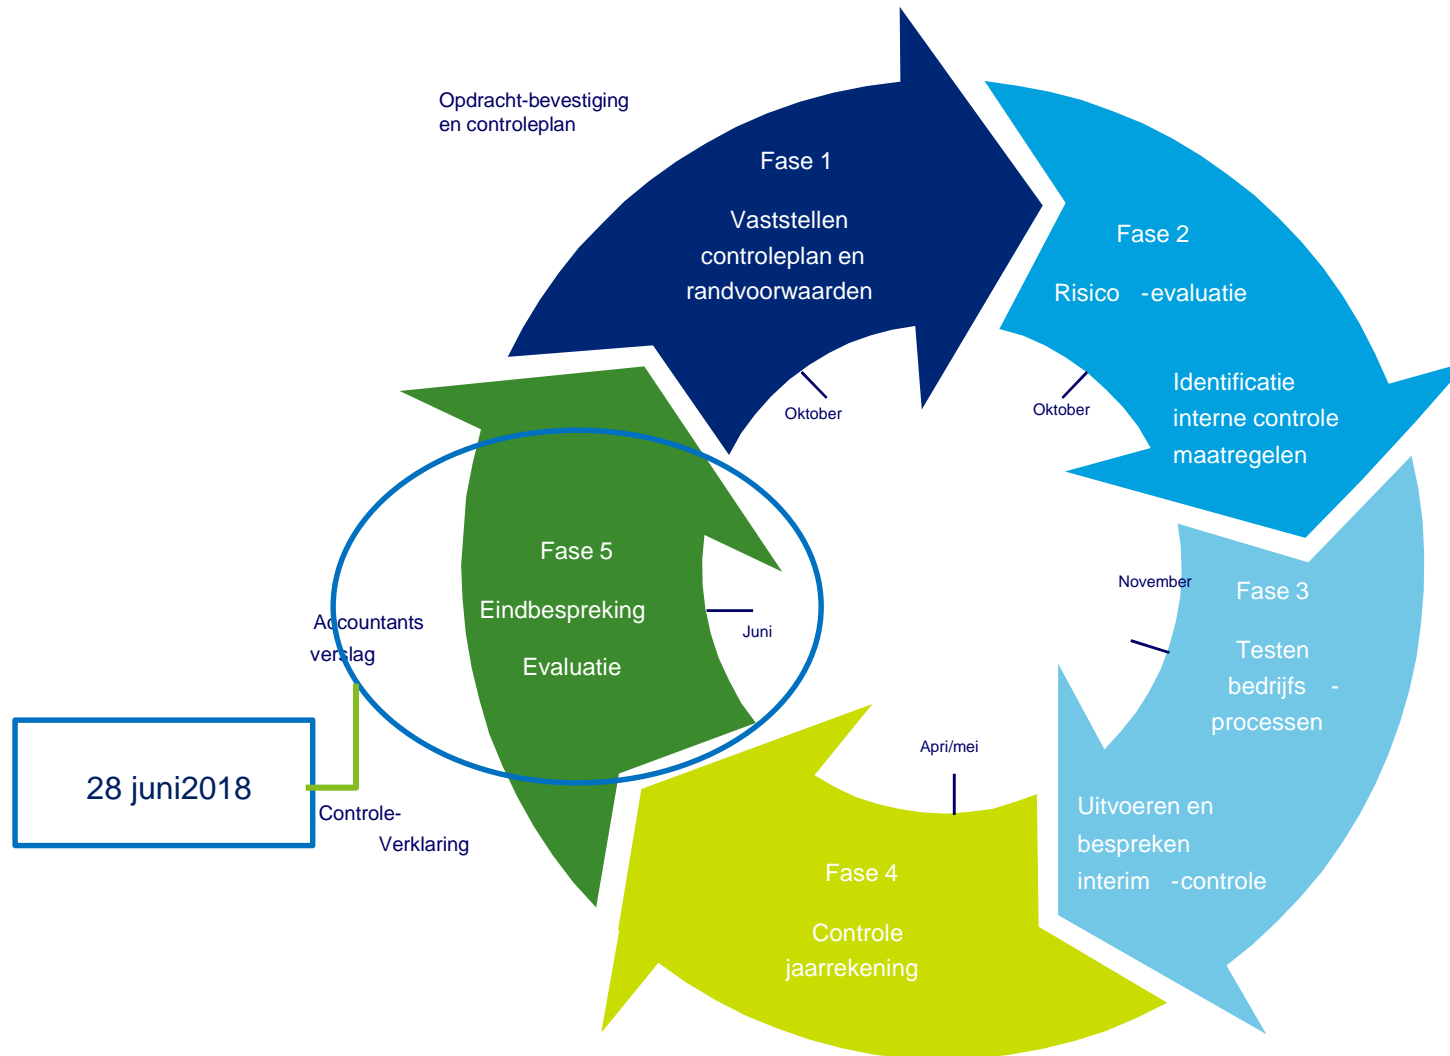 Opdracht-bevestiging
en controleplan
Fase 1
Vaststellen
controleplan en
randvoorwaarden
Oktober
Fase 2
Risico -evaluatie
Identificatie
interne controle
maatregelen
Oktober
November
Fase 3
Testen
bedrijfs -
processen
Uitvoeren en
bespreken
interim -controle
Apri/mei
Fase 4
Controle
jaarrekening
Fase 5
Eindbespreking
Evaluatie
Juni
Accountants
verslag
28 juni2018
Controle-
Verklaring